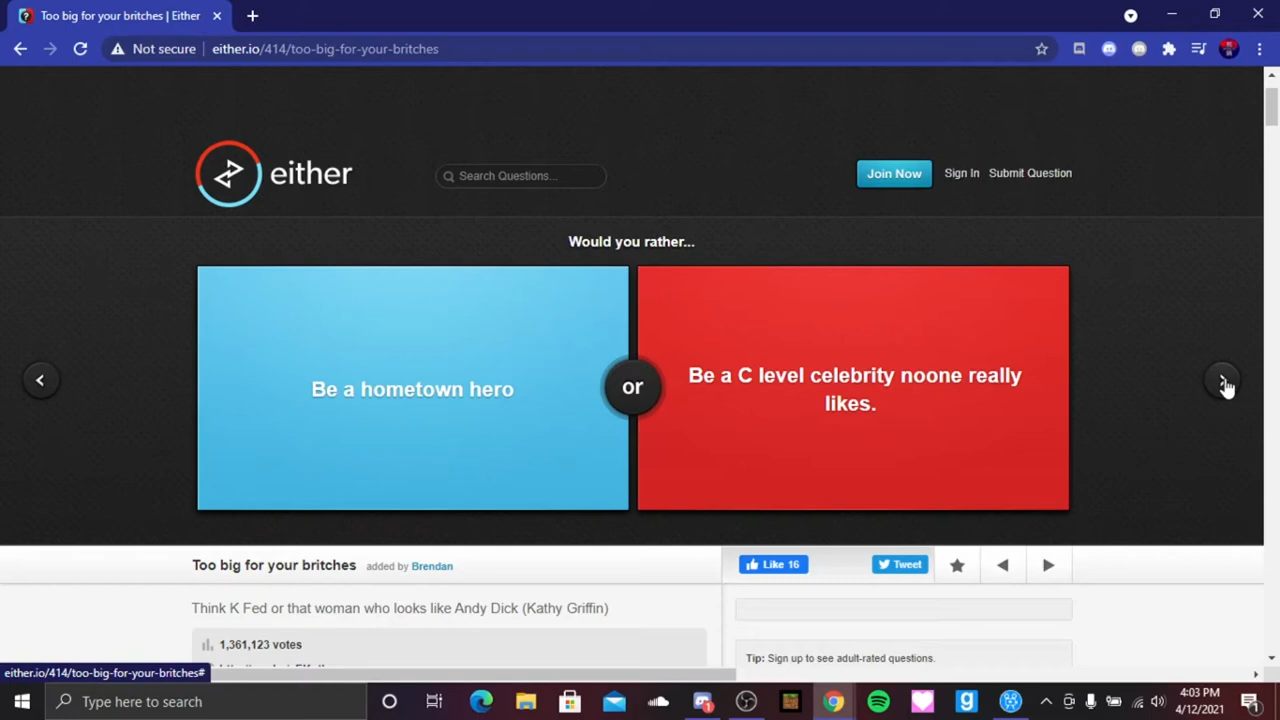 Too big for your britches | Either
Not secure
either.io/414/too-big-for-your-britches
either
Search Questions...
Join Now
Sign In
Submit Question
Would you rather...
Be a hometown hero
or
Be a C level celebrity noone really
likes.
Too big for your britches
added by Brendan
Like 16
Tweet
Think K Fed or that woman who looks like Andy Dick (Kathy Griffin)
1,361,123 votes
Tip: Sign up to see adult-rated questions.
either.io/414/too-big-for-your-britches#
Type here to search
4:03 PM
4/12/2021